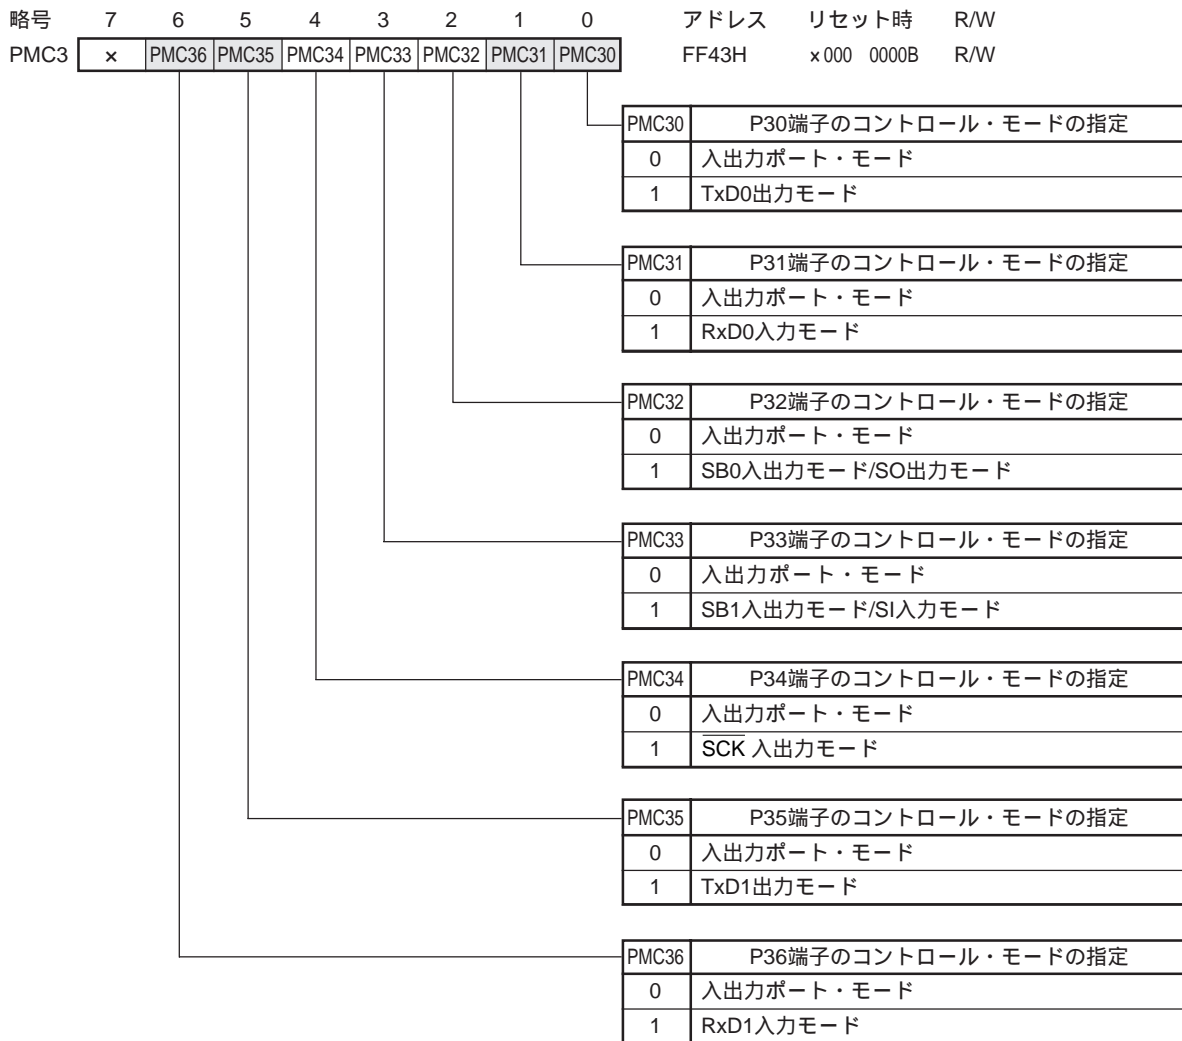 略号 7 6 5 4 3 2 1 0 アドレス リセット時 R/W
PMC3 × PMC36 PMC35 PMC34 PMC33 PMC32 PMC31 PMC30 FF43H ×000 0000B R/W
PMC30 P30端子のコントロール・モードの指定
0 入出力ポート・モード
1 TxD0出力モード
PMC31 P31端子のコントロール・モードの指定
0 入出力ポート・モード
1 RxD0入力モード
PMC32 P32端子のコントロール・モードの指定
0 入出力ポート・モード
1 SB0入出力モード/SO出力モード
PMC33 P33端子のコントロール・モードの指定
0 入出力ポート・モード
1 SB1入出力モード/SI入力モード
PMC34 P34端子のコントロール・モードの指定
0 入出力ポート・モード
1 S̅C̅K̅ 入出力モード
PMC35 P35端子のコントロール・モードの指定
0 入出力ポート・モード
1 TxD1出力モード
PMC36 P36端子のコントロール・モードの指定
0 入出力ポート・モード
1 RxD1入力モード